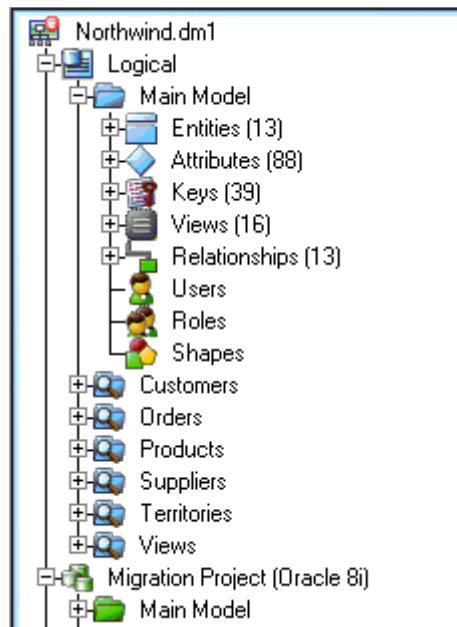 Northwind.dm1
Logical
Main Model
Entities (13)
Attributes (88)
Keys (39)
Views (16)
Relationships (13)
Users
Roles
Shapes
Customers
Orders
Products
Suppliers
Territories
Views
Migration Project (Oracle 8i)
Main Model